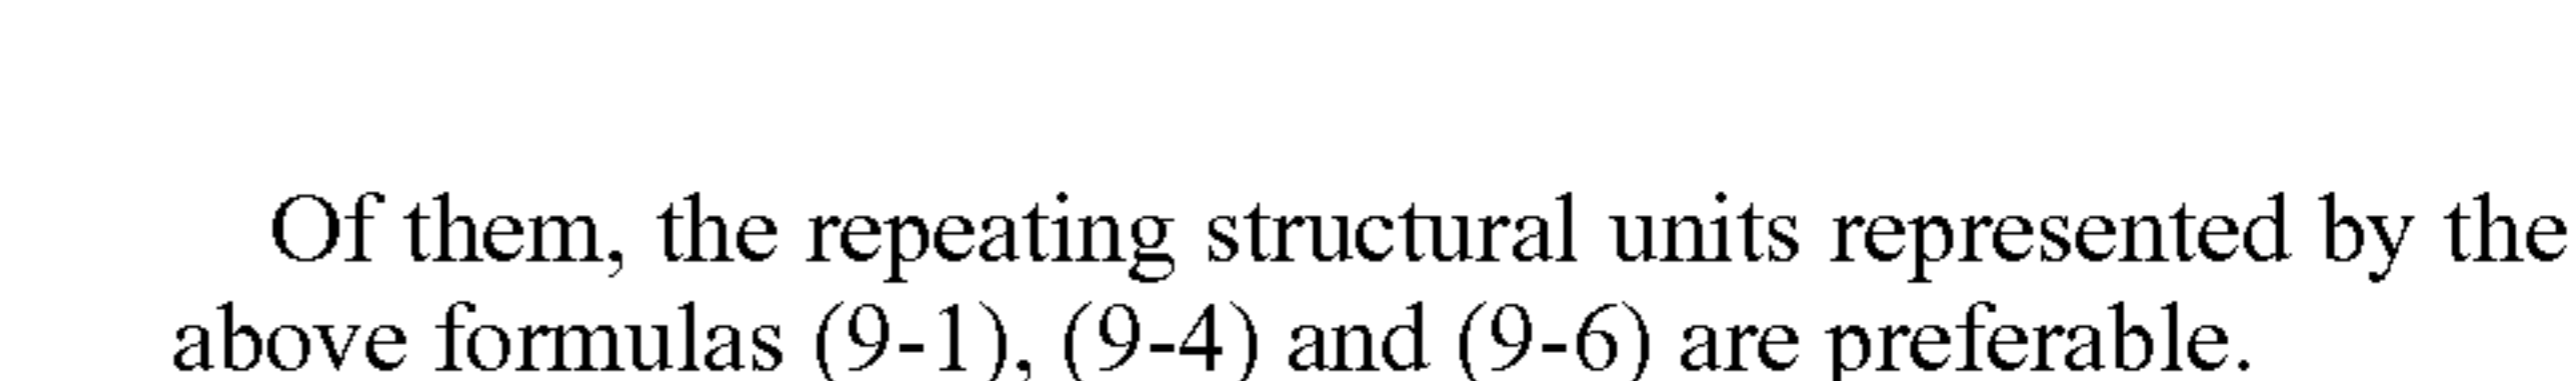 Of them, the repeating structural units represented by the
above formulas (9-1), (9-4) and (9-6) are preferable.